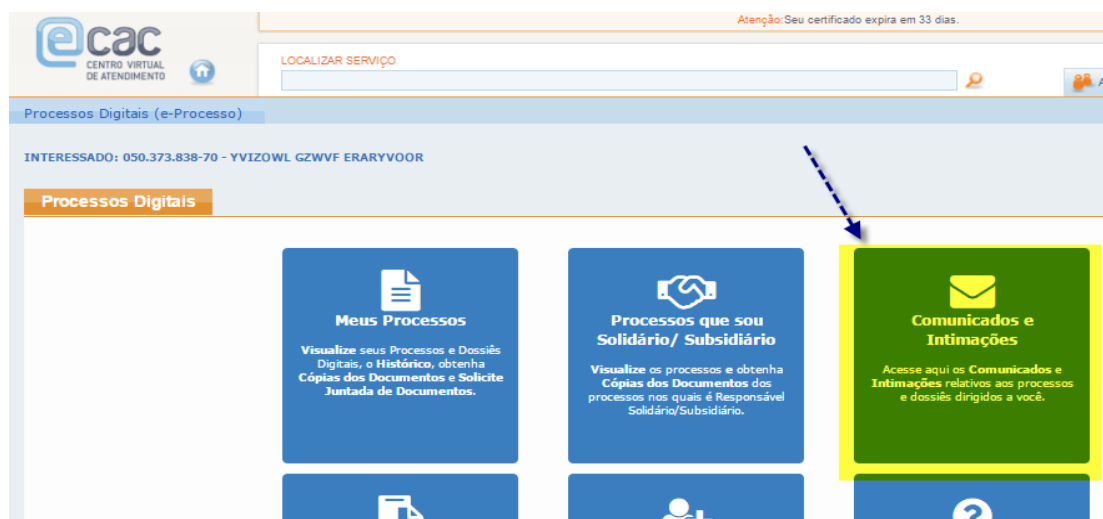 Atenção:Seu certificado expira em 33 dias.
ecac
CENTRO VIRTUAL
DE ATENDIMENTO
LOCALIZAR SERVIÇO
A
Processos Digitais (e-Processo)
INTERESSADO: 050.373.838-70 - YVIZOWL GZWVF ERARYVOOR
Processos Digitais
Meus Processos
Visualize seus Processos e Dossiês
Digitais, o Histórico, obtenha
Cópias dos Documentos e Solicite
Juntada de Documentos.
Processos que sou
Solidário/ Subsidiário
Visualize os processos e obtenha
Cópias dos Documentos dos
processos nos quais é Responsável
Solidário/Subsidiário.
Comunicados e
Intimações
Acesse aqui os Comunicados e
Intimações relativos aos processos
e dossiês dirigidos a você.